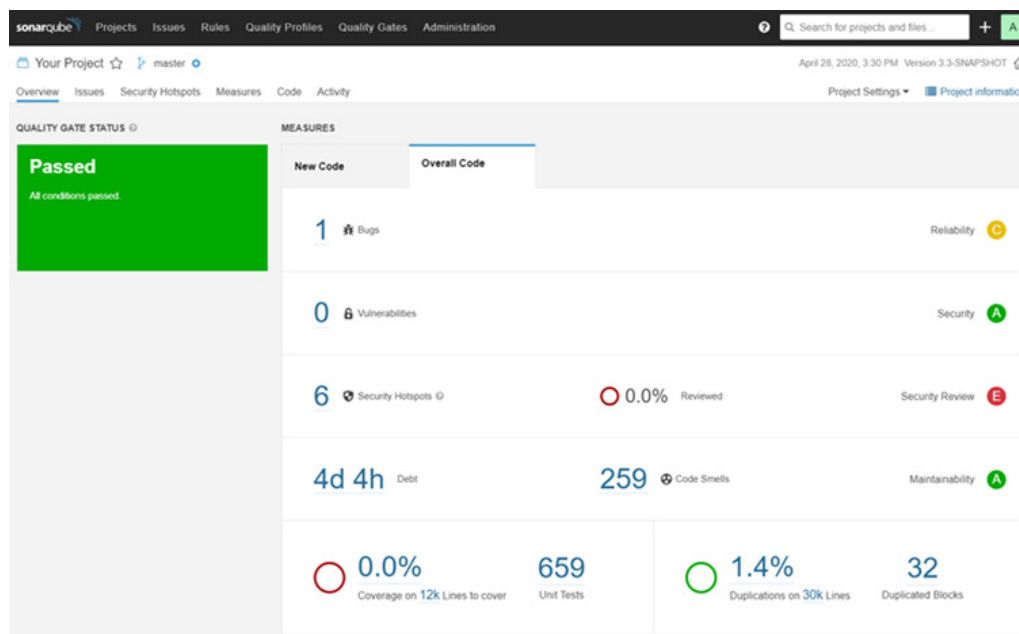 sonarqube Projects Issues Rules Quality Profiles Quality Gates Administration Search for projects and files... A
Your Project master April 28, 2020, 3:30 PM Version 3.3-SNAPSHOT
Overview Issues Security Hotspots Measures Code Activity Project Settings Project informatio
QUALITY GATE STATUS MEASURES
Passed
All conditions passed.
New Code Overall Code
1 Bugs Reliability C
0 Vulnerabilities Security A
6 Security Hotspots 0.0% Reviewed Security Review E
4d 4h Debt 259 Code Smells Maintainability A
0.0% 659 1.4% 32
Coverage on 12k Lines to cover Unit Tests Duplications on 30k Lines Duplicated Blocks